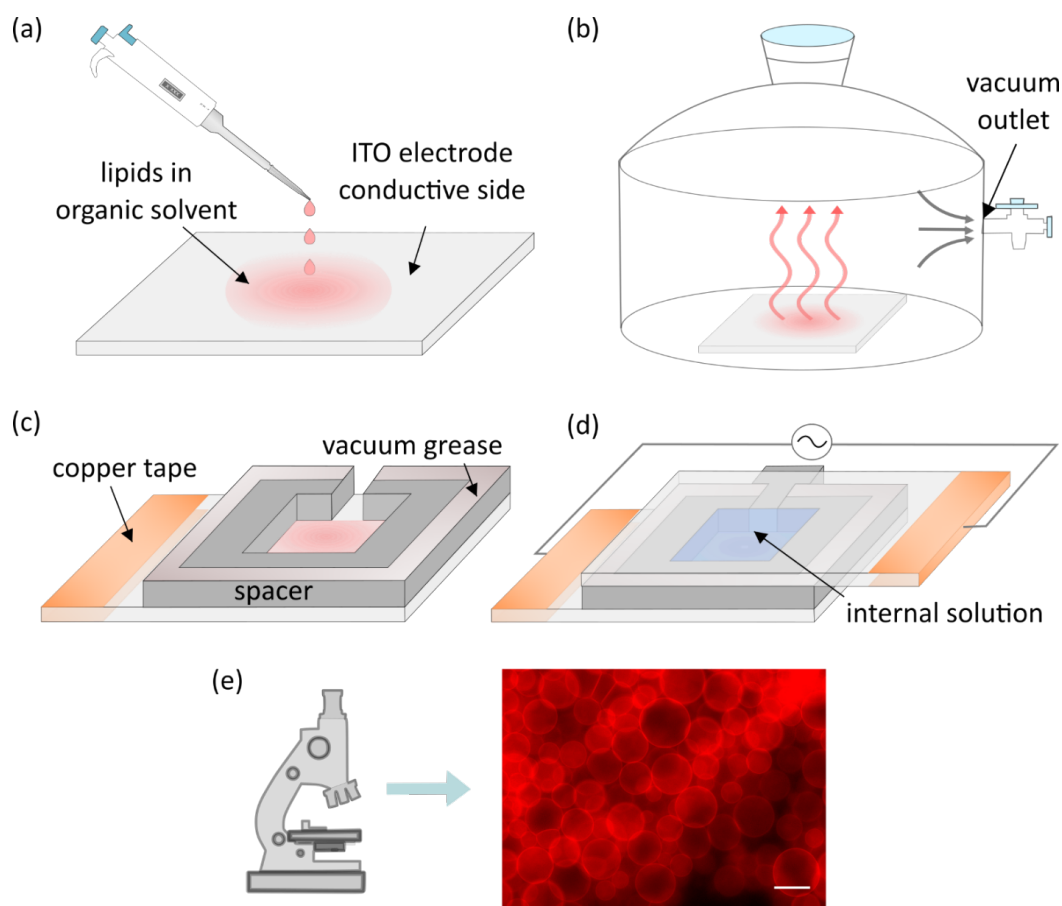 (a)
lipids in
organic solvent
ITO electrode
conductive side
(b)
vacuum
outlet
(c)
copper tape
vacuum grease
spacer
(d)
internal solution
(e)